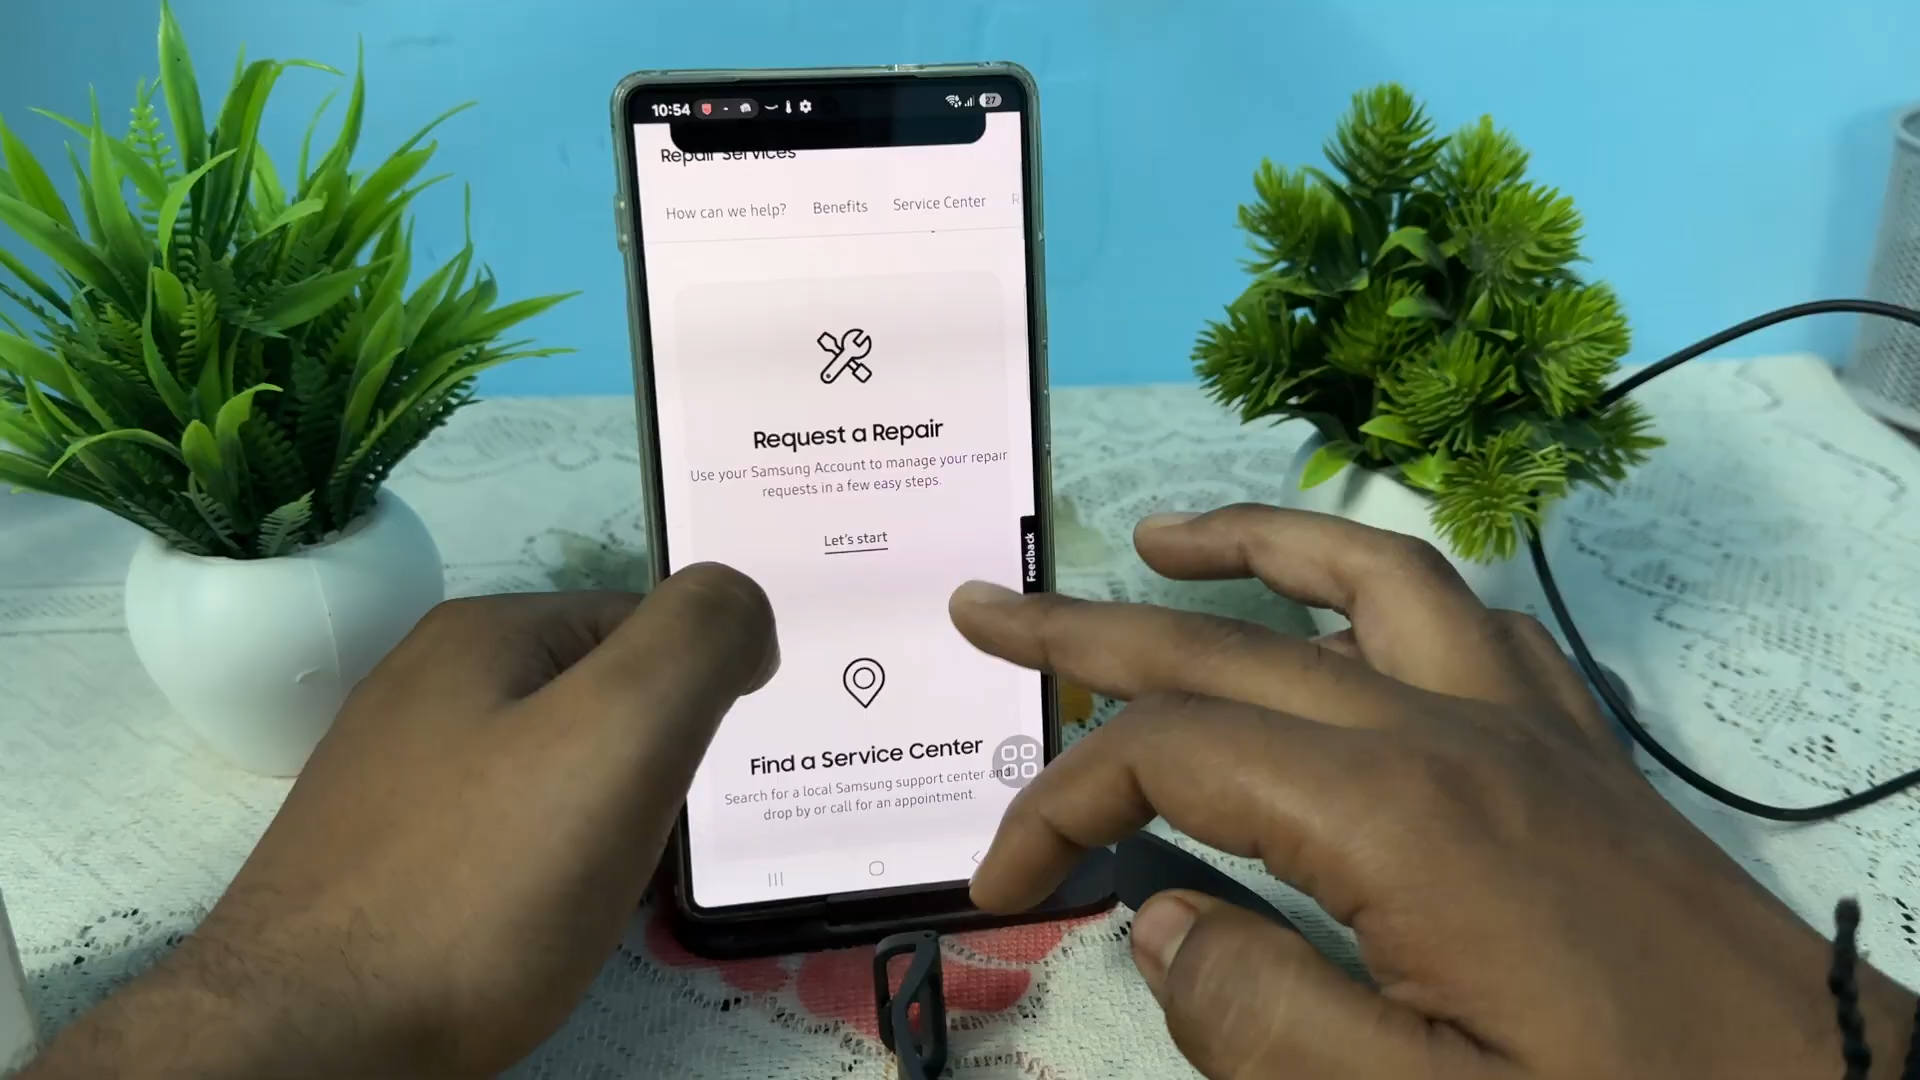 10:54
27
Repair Services
How can we help? Benefits Service Center R
Request a Repair
Use your Samsung Account to manage your repair
requests in a few easy steps.
Let's start
Feedback
Find a Service Center
Search for a local Samsung support center and
drop by or call for an appointment.